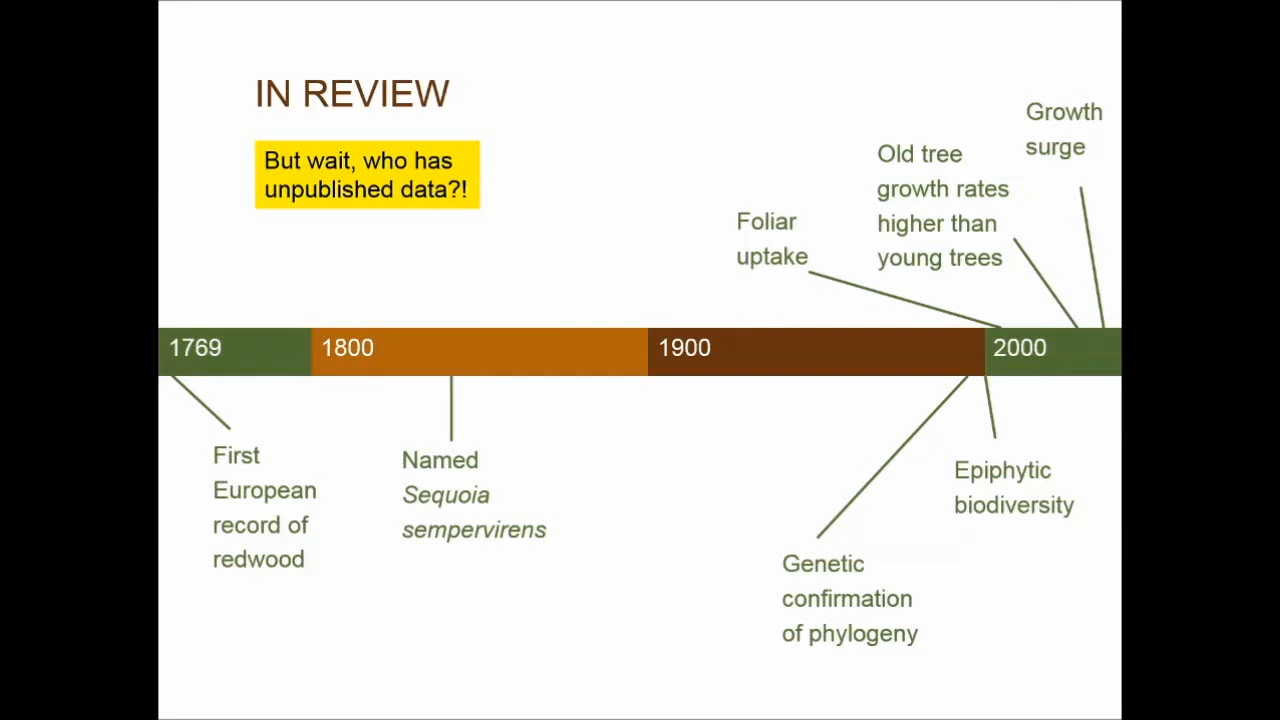 IN REVIEW
But wait, who has
unpublished data?!
Growth
surge
Old tree
growth rates
higher than
young trees
Foliar
uptake
1769
1800
1900
2000
First
European
record of
redwood
Named
Sequoia
sempervirens
Genetic
confirmation
of phylogeny
Epiphytic
biodiversity